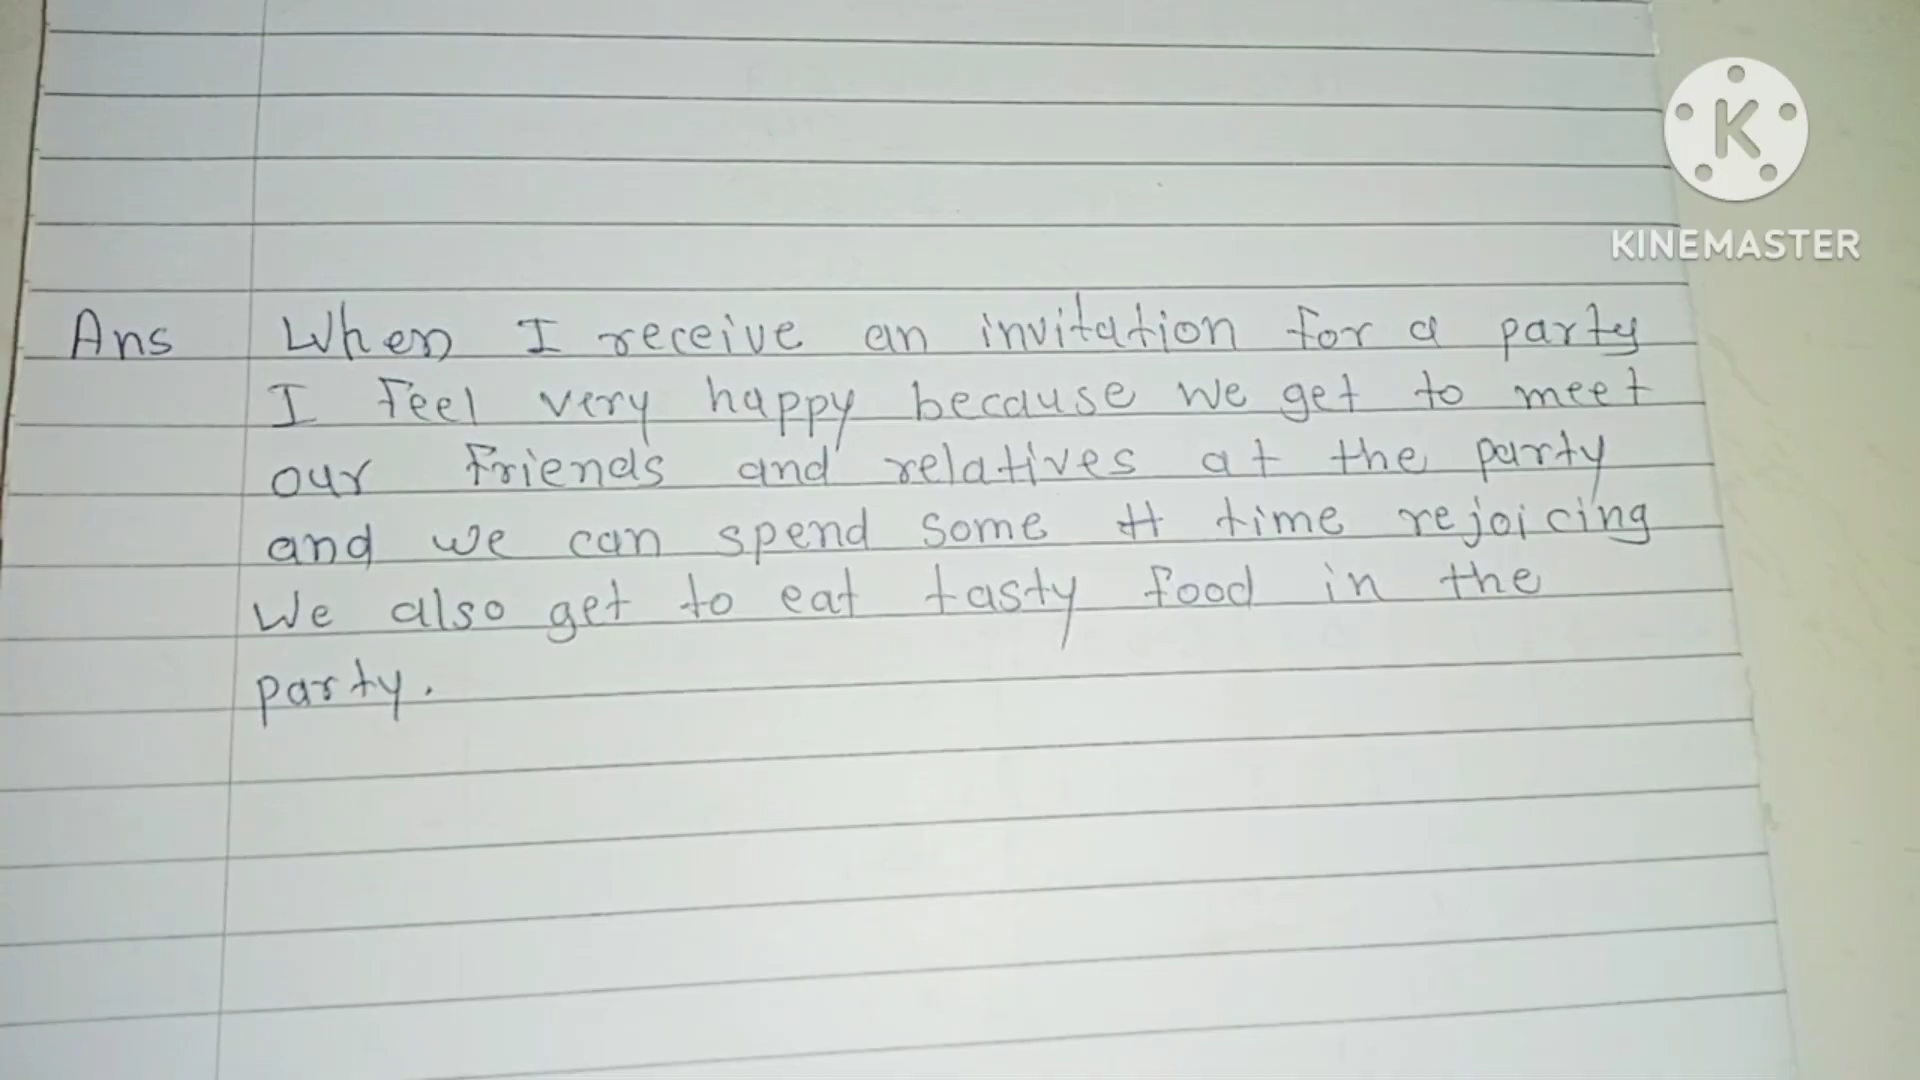 KINEMASTER
Ans When I receive an invitation for a party
I feel very happy because we get to meet
our friends and relatives at the party
and we can spend some time rejoicing
We also get to eat tasty food in the
party.